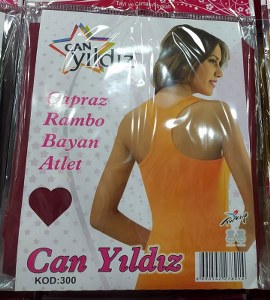 CAN
yıldız
Çapraz
Rambo
Bayan
Atlet
Can Yıldız
KOD:300